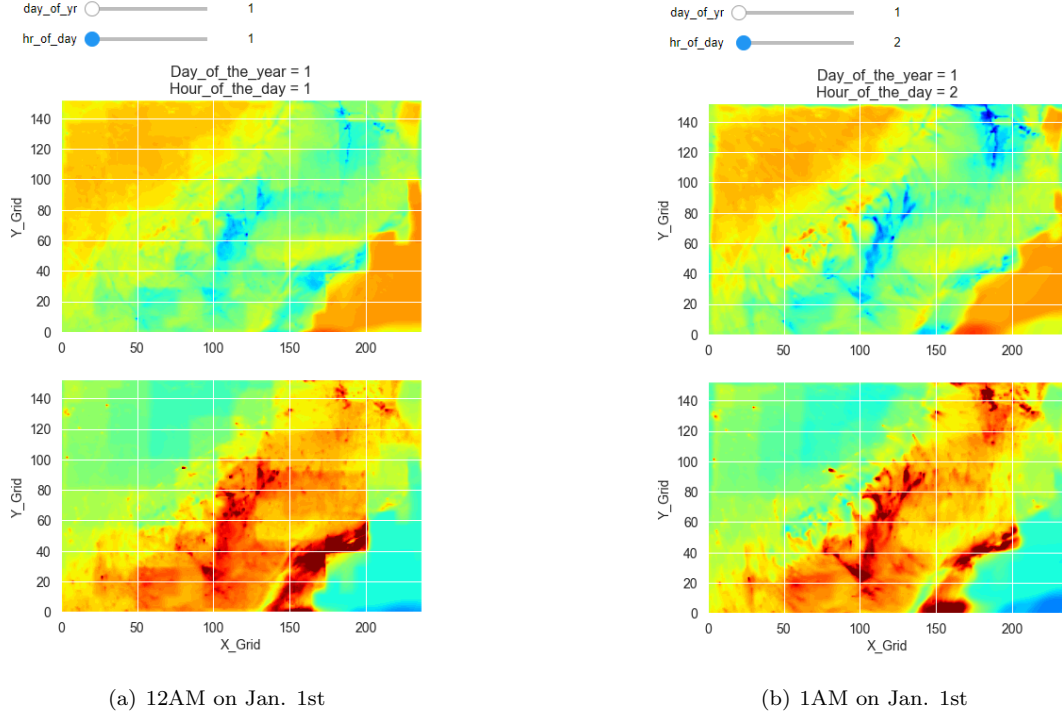 day_of_yr 1
hr_of_day 1
Day_of_the_year = 1
Hour_of_the_day = 1
140
120
100
80
60
40
20
0
Y_Grid
0 50 100 150 200
140
120
100
80
60
40
20
0
Y_Grid
0 50 100 150 200
X_Grid
(a) 12AM on Jan. 1st
day_of_yr 1
hr_of_day 2
Day_of_the_year = 1
Hour_of_the_day = 2
140
120
100
80
60
40
20
0
Y_Grid
0 50 100 150 200
140
120
100
80
60
40
20
0
Y_Grid
0 50 100 150 200
X_Grid
(b) 1AM on Jan. 1st